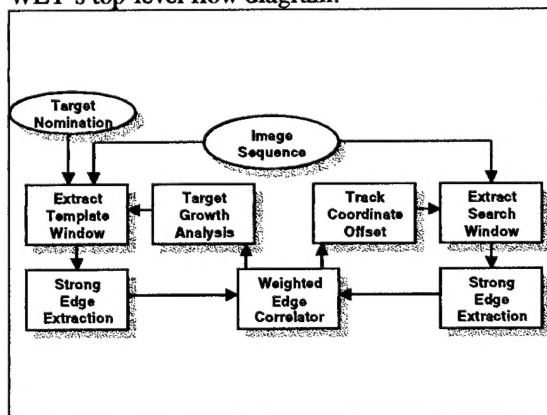 WET's top-level flow diagram.
Target
Nomination
Image
Sequence
Extract
Template
Window
Target
Growth
Analysis
Track
Coordinate
Offset
Extract
Search
Window
Strong
Edge
Extraction
Weighted
Edge
Correlator
Strong
Edge
Extraction